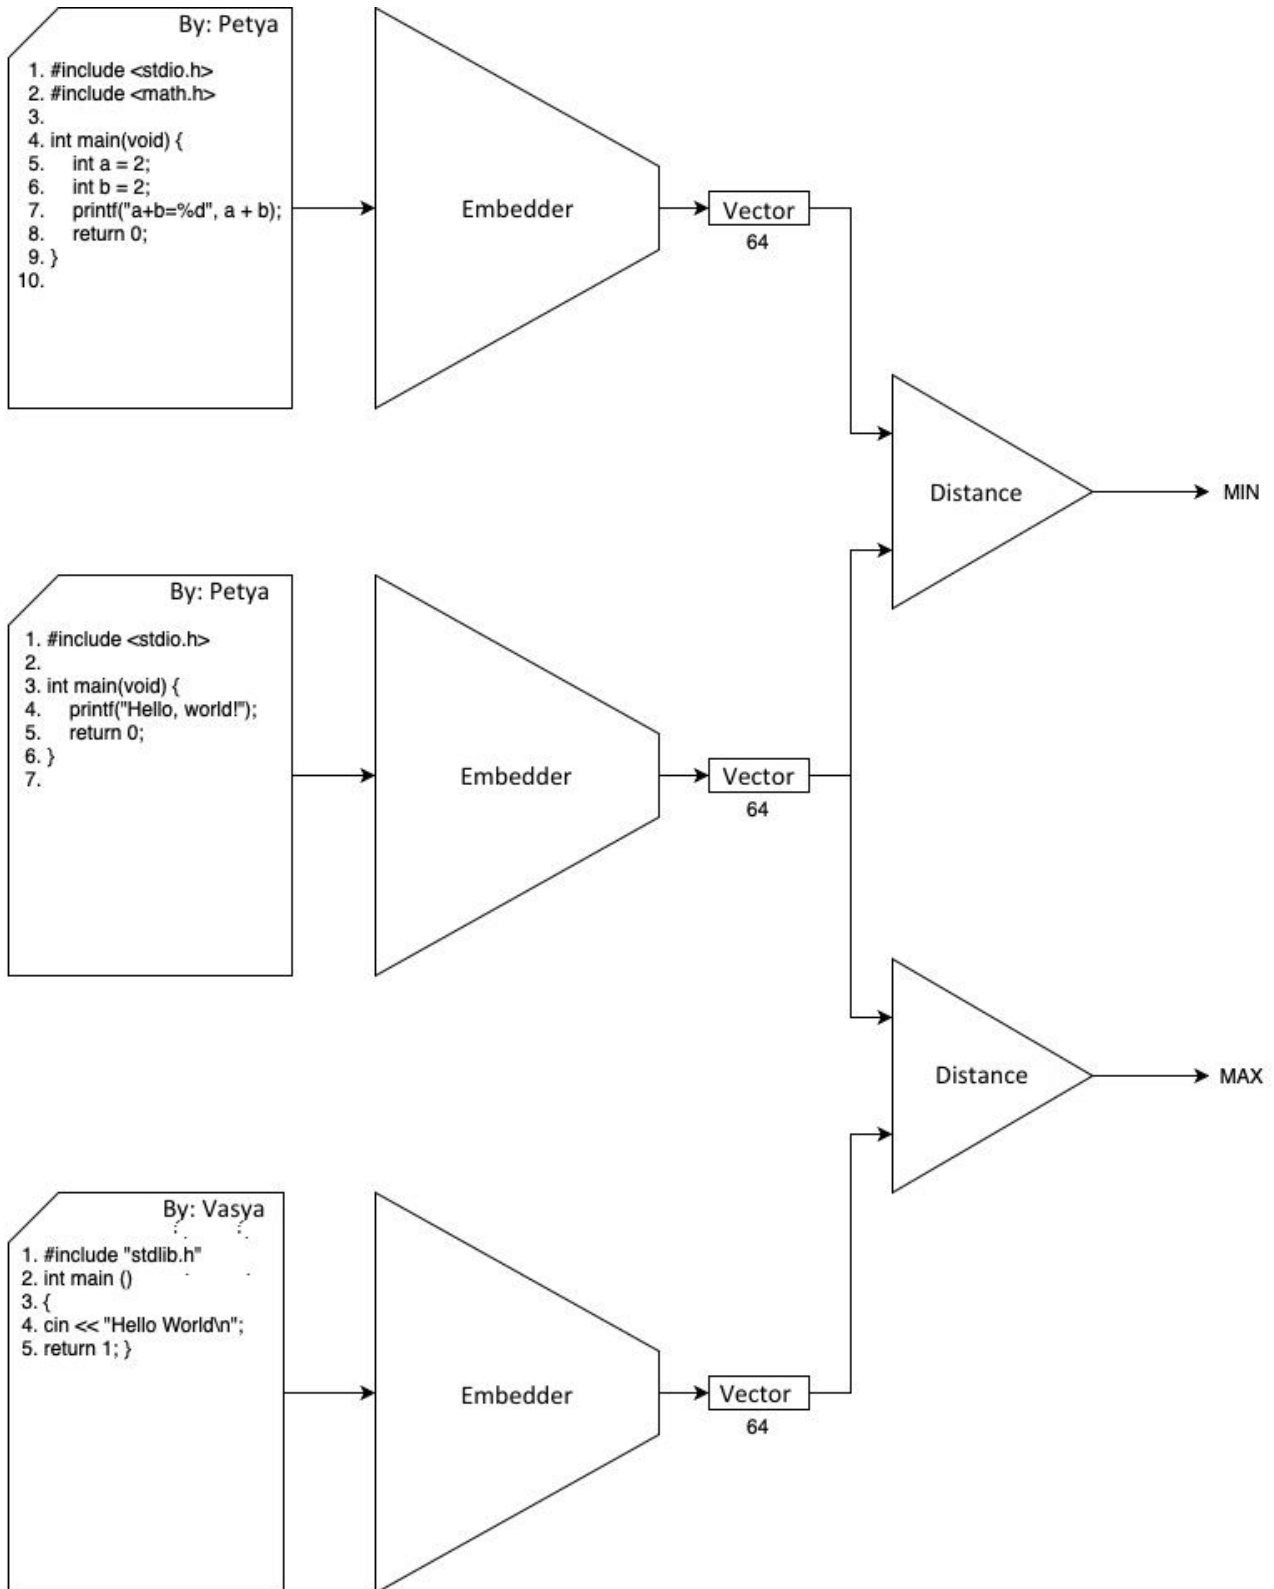 By: Petya
1. #include <stdio.h>
2. #include <math.h>
3.
4. int main(void) {
5. int a = 2;
6. int b = 2;
7. printf("a+b=%d", a + b);
8. return 0;
9. }
10.
Embedder
Vector
64
Distance
MIN
By: Petya
1. #include <stdio.h>
2.
3. int main(void) {
4. printf("Hello, world!");
5. return 0;
6. }
7.
Embedder
Vector
64
Distance
MAX
By: Vasya
1. #include "stdlib.h"
2. int main ()
3. {
4. cin << "Hello World\n";
5. return 1; }
Embedder
Vector
64